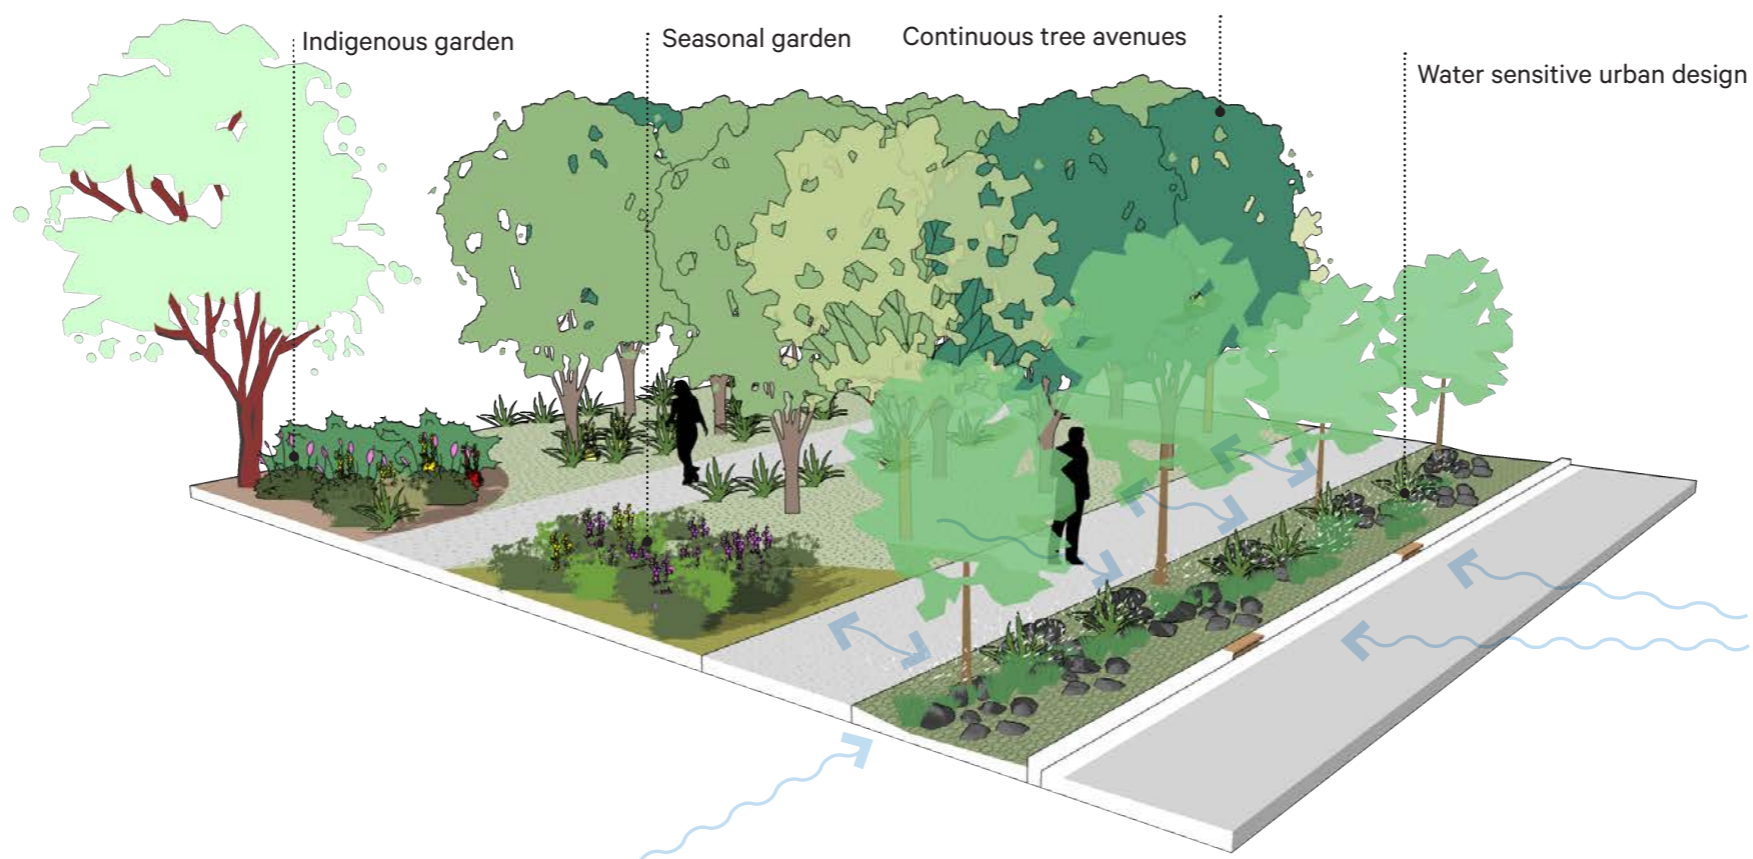 Indigenous garden
Seasonal garden
Continuous tree avenues
Water sensitive urban design